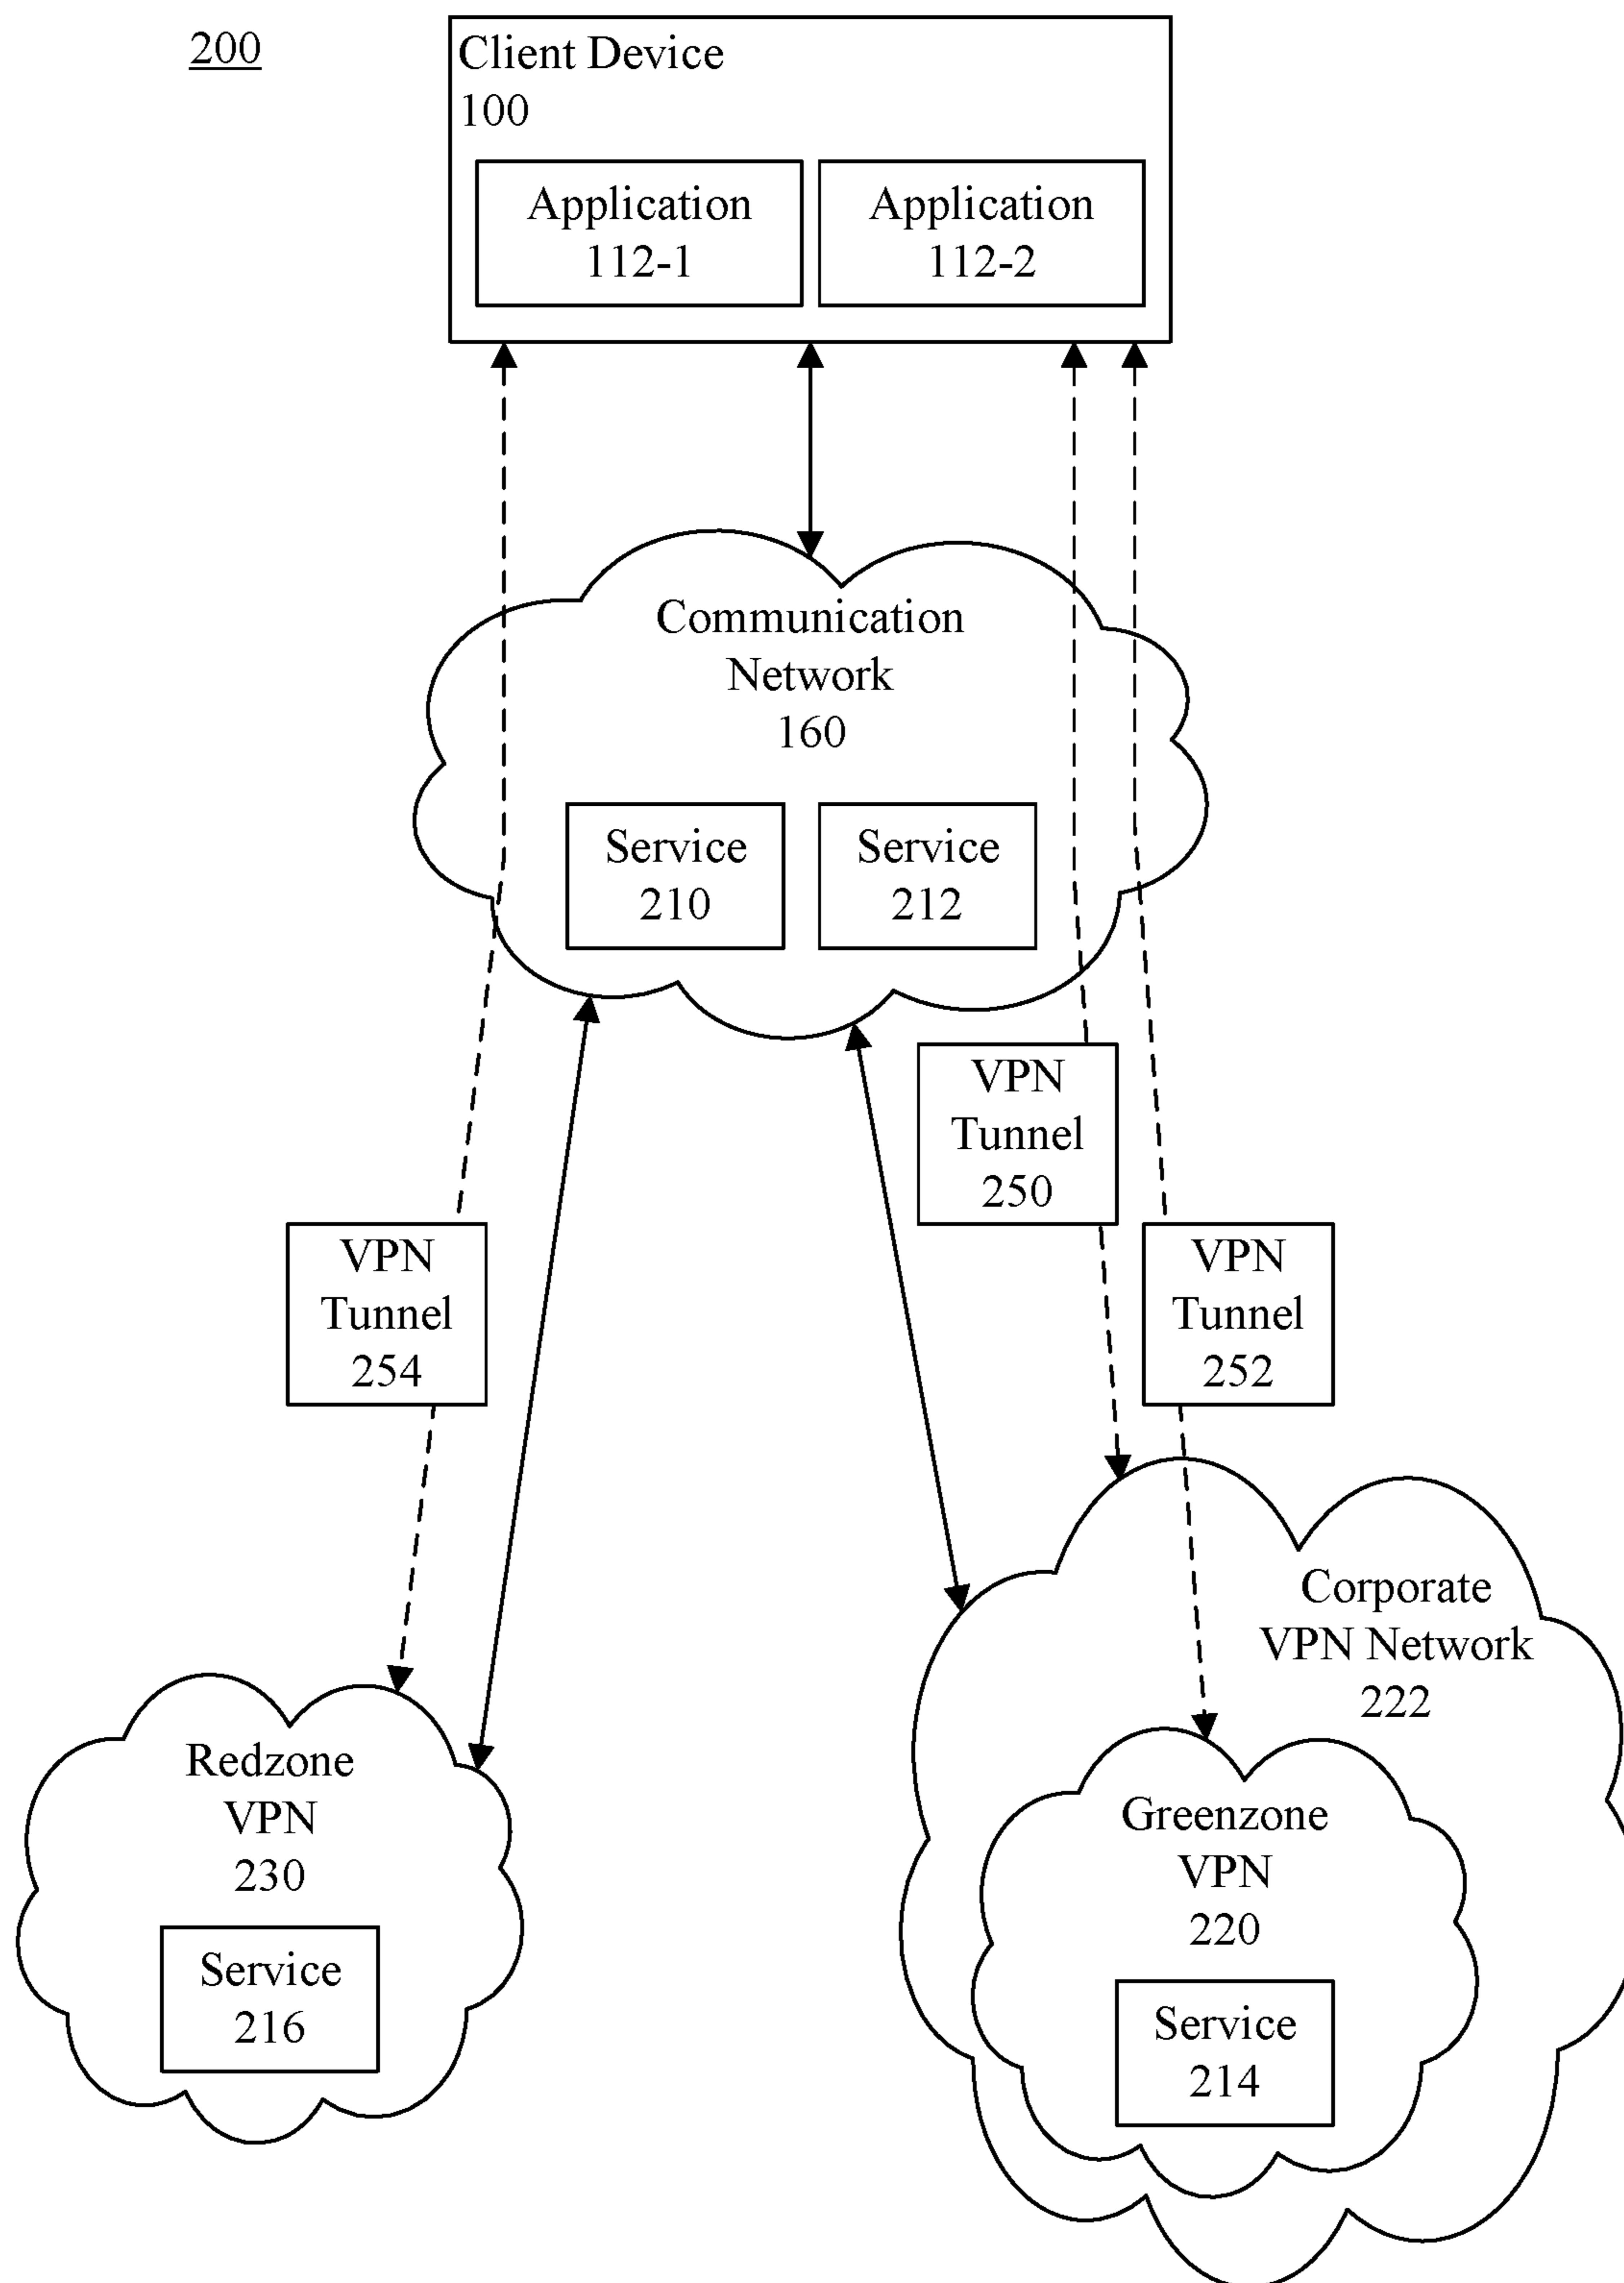 200
Client Device
100
Application
112-1
Application
112-2
Communication
Network
160
Service
210
Service
212
VPN
Tunnel
250
VPN
Tunnel
254
VPN
Tunnel
252
Corporate
VPN Network
222
Redzone
VPN
230
Service
216
Greenzone
VPN
220
Service
214